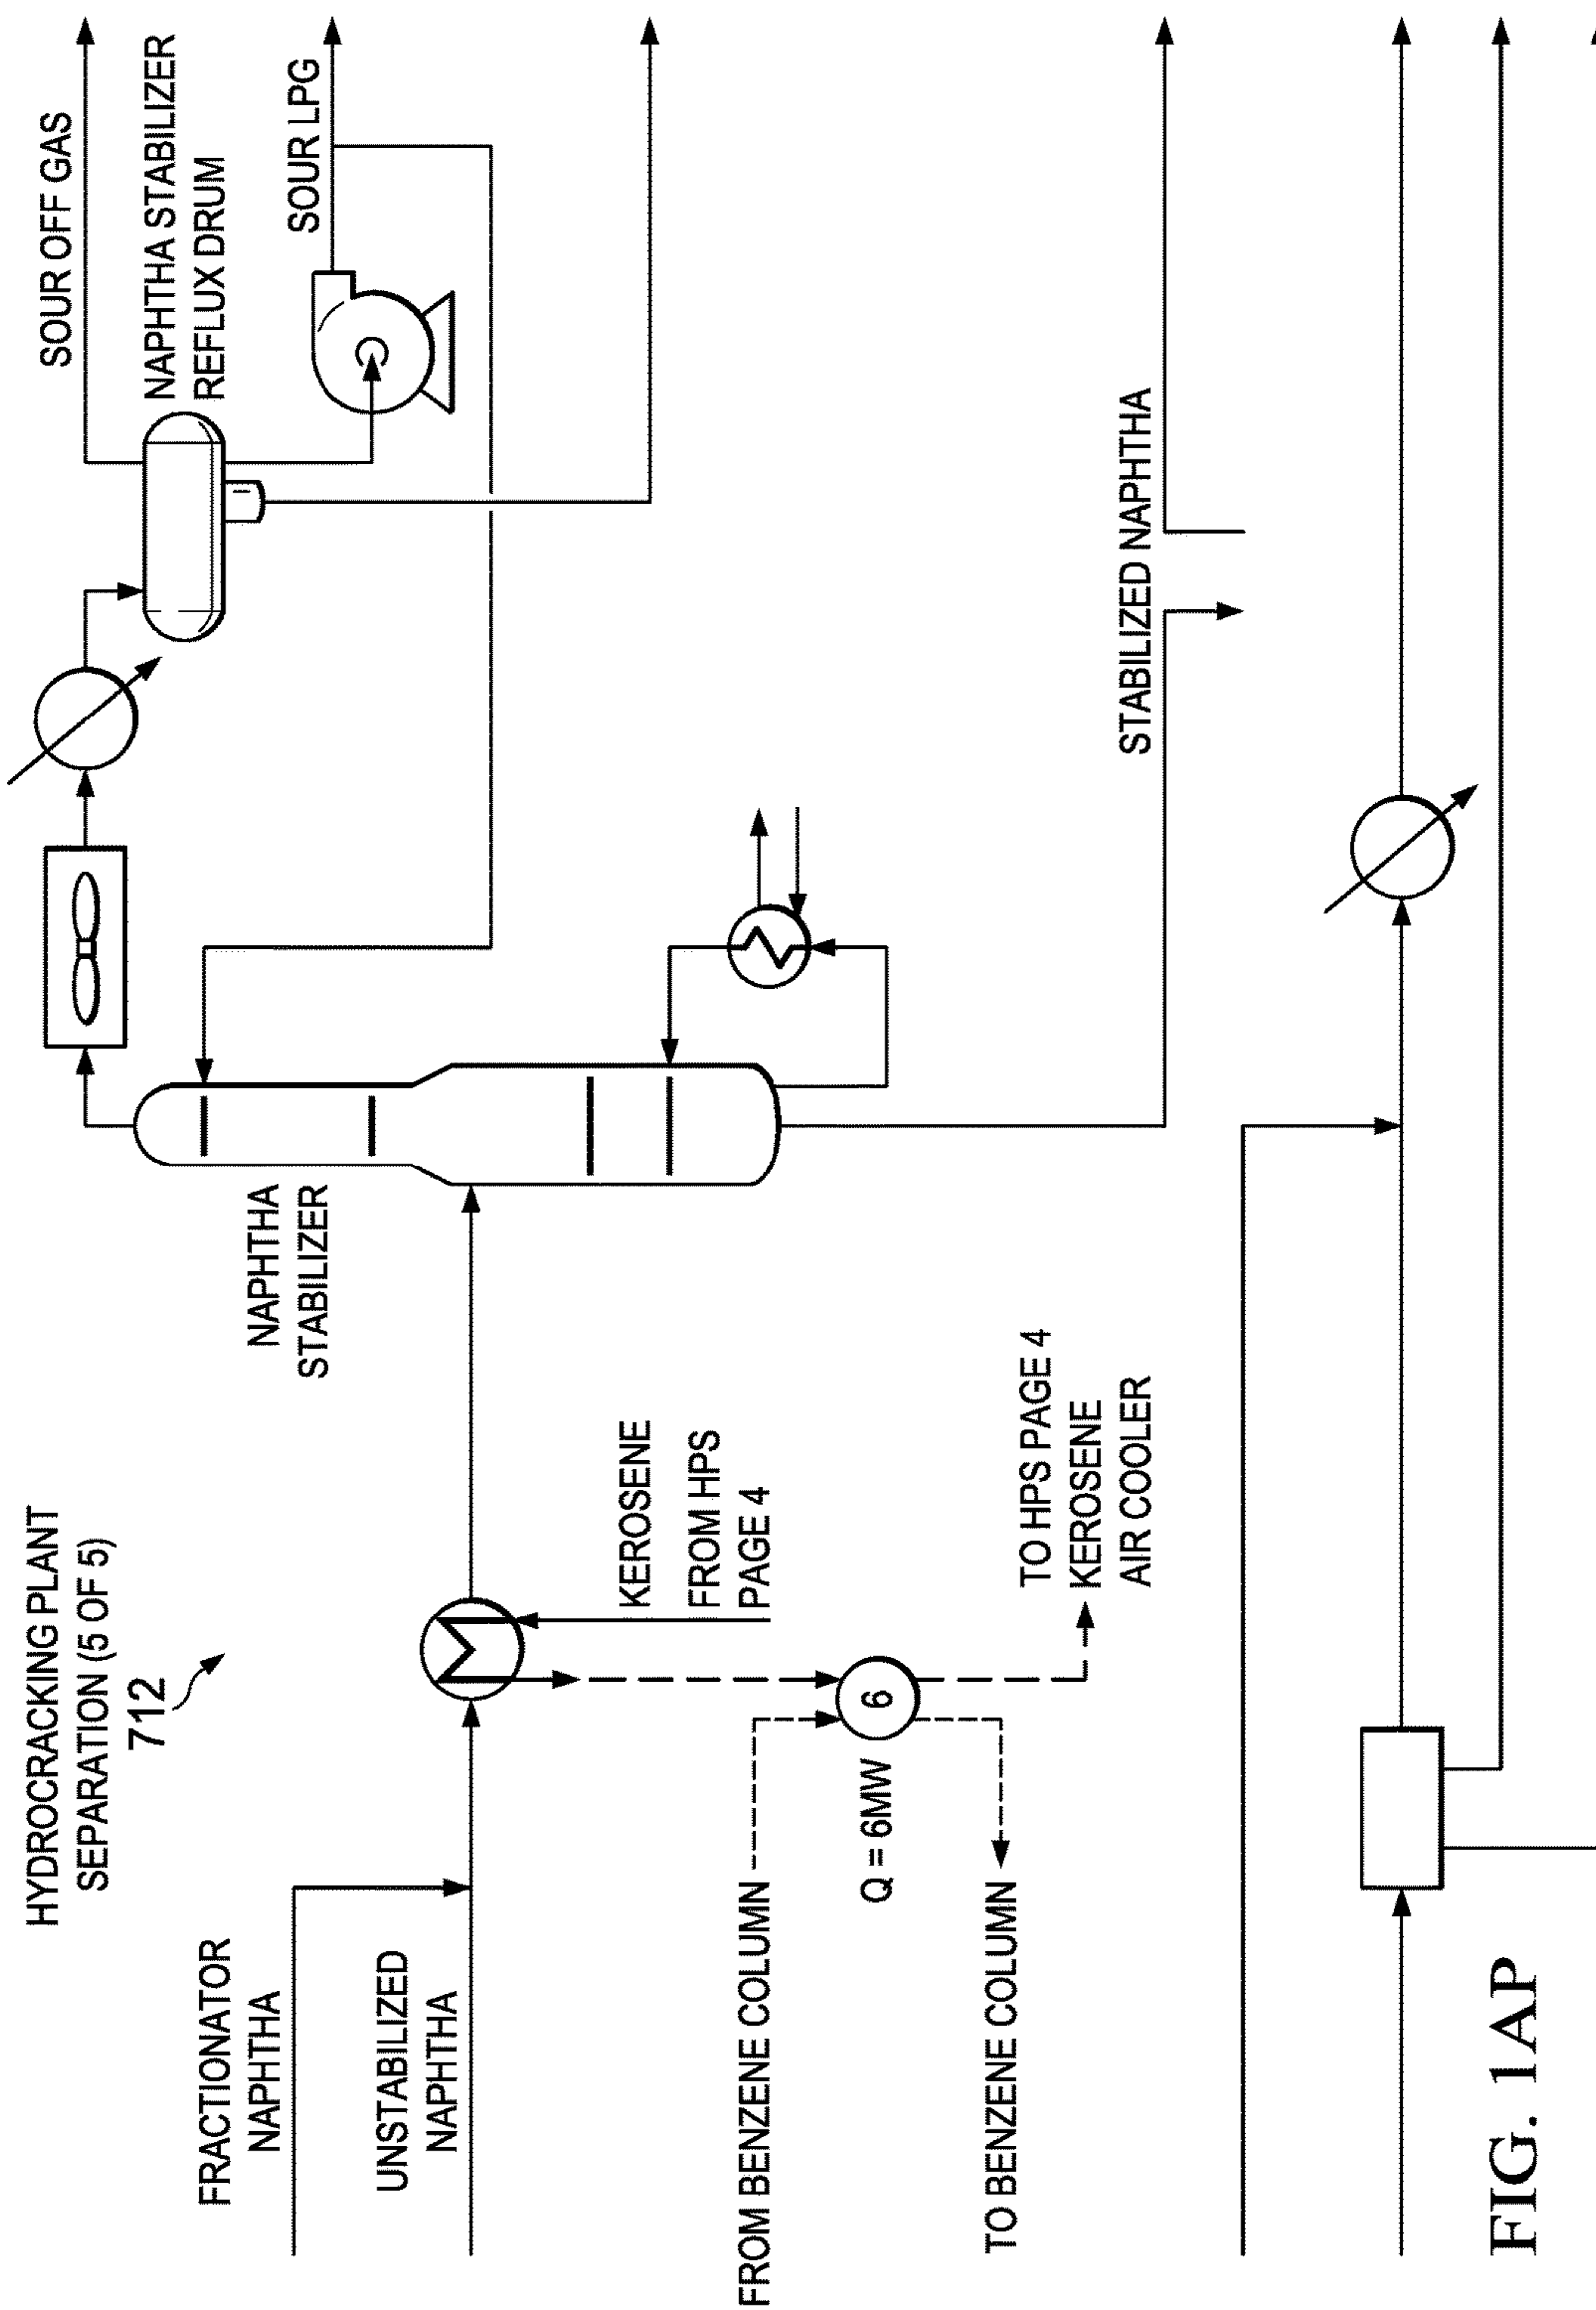 HYDROCRACKING PLANT
SEPARATION (5 OF 5)
712
FRACTIONATOR
NAPHTHA
UNSTABILIZED
NAPHTHA
NAPHTHA
STABILIZER
SOUR OFF GAS
NAPHTHA STABILIZER
REFLUX DRUM
SOUR LPG
KEROSENE
FROM HPS
PAGE 4
FROM BENZENE COLUMN
Q = 6MW
6
TO BENZENE COLUMN
TO HPS PAGE 4
KEROSENE
AIR COOLER
STABILIZED NAPHTHA
FIG. 1AP